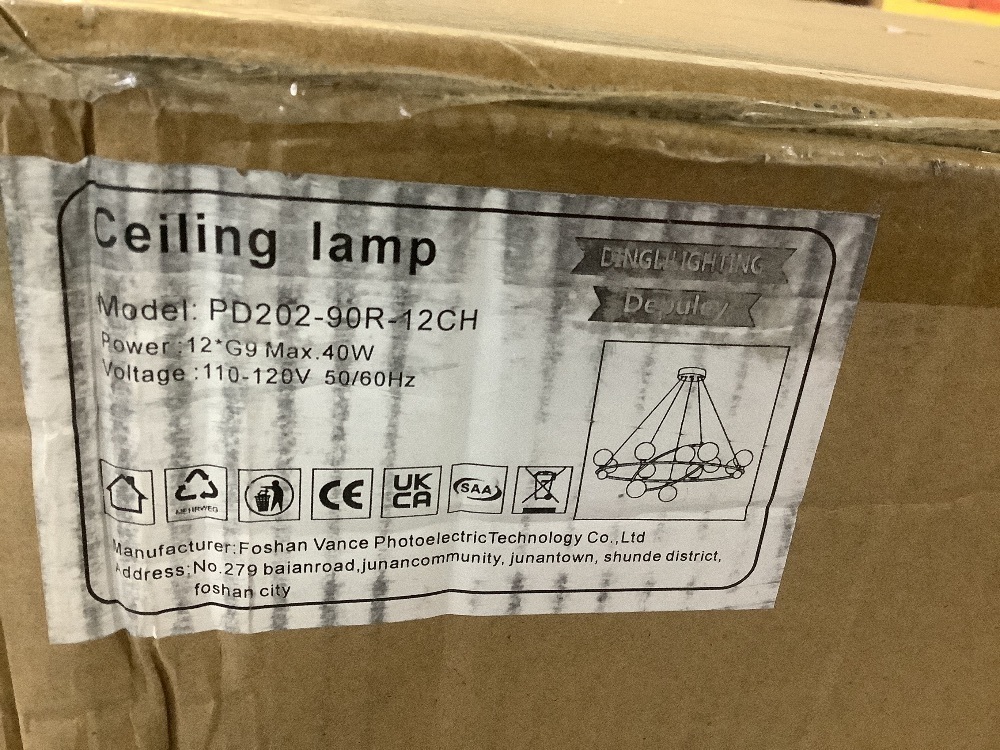 Ceiling lamp
Model: PD202-90R-12CH
Power:12*G9 Max.40W
Voltage:110-120V 50/60Hz
DINGLILIGHTING
Depuley
UK
CA
CE
SAA
Manufacturer:Foshan Vance PhotoelectricTechnology Co.,Ltd
Address:No.279 baianroad,junancommunity, junantown, shunde district,
foshan city